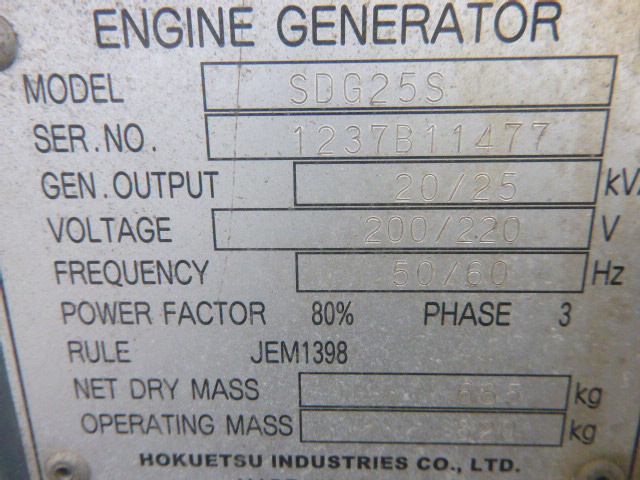 ENGINE GENERATOR
MODEL SDG25S
SER.NO. 1237B11477
GEN.OUTPUT 20/25
VOLTAGE 200/220 V
FREQUENCY 50/60 Hz
POWER FACTOR 80% PHASE 3
RULE JEM1398
NET DRY MASS kg
OPERATING MASS kg
HOKUETSU INDUSTRIES CO., LTD.